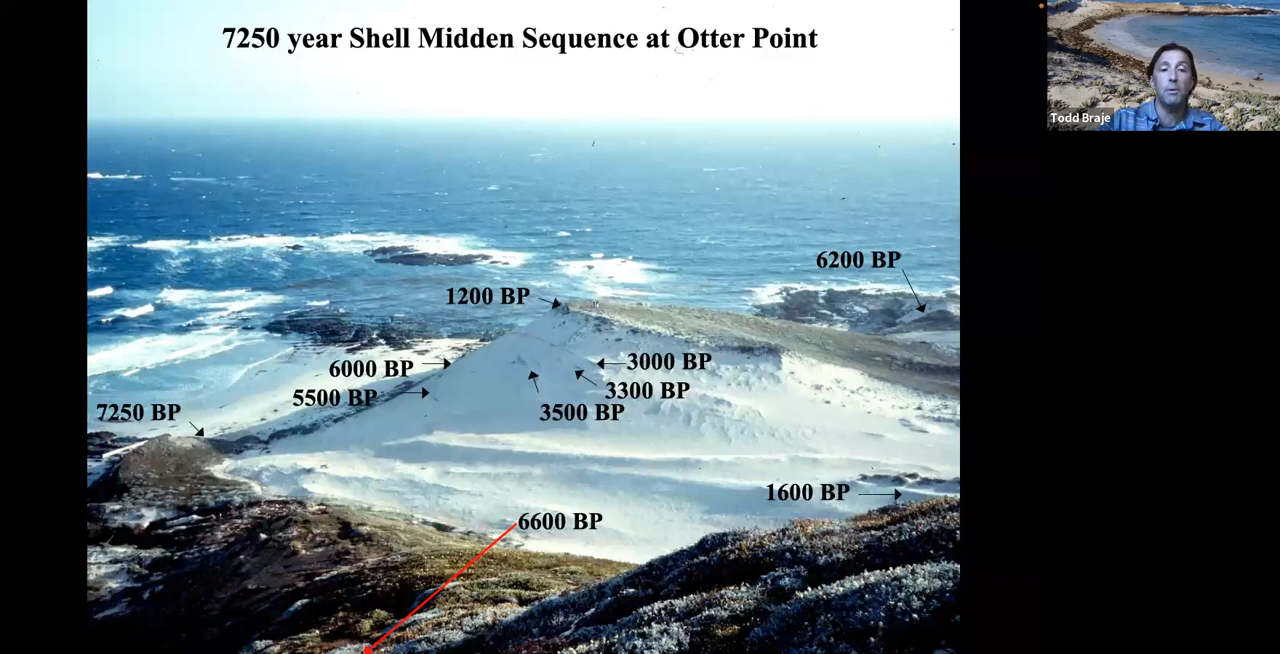 7250 year Shell Midden Sequence at Otter Point
Todd Braje
6200 BP
1200 BP
6000 BP
3000 BP
5500 BP
3300 BP
7250 BP
3500 BP
1600 BP
6600 BP